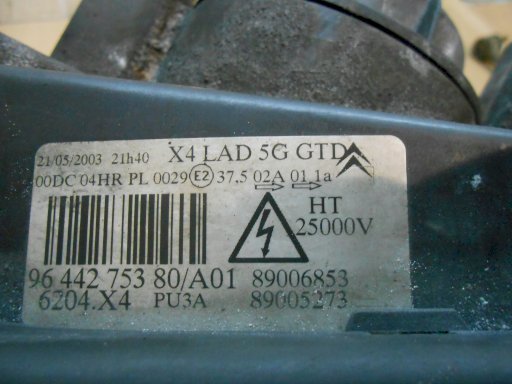 21/05/2003 21h40 X4 LAD 5G GTD
00DC 04HR PL 0029 E2 37,5 02A 01 1a
HT
25000V
96 442 753 80/A01 89006853
6204.X4 PU3A 89005273